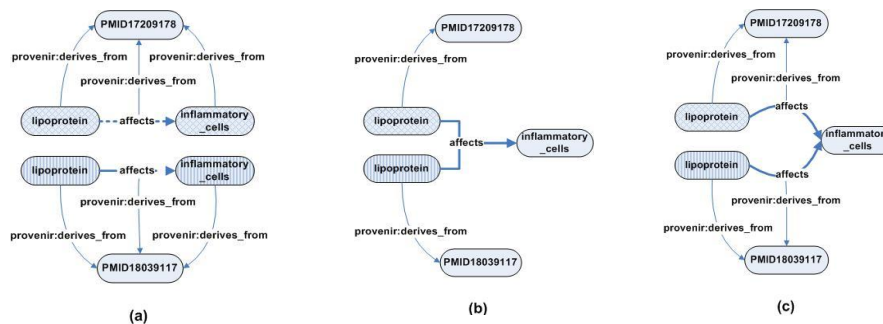 PMID17209178
provenir:derives_from
provenir:derives_from
provenir:derives_from
lipoprotein
affects
inflammatory
_cells
lipoprotein
affects
inflammatory
_cells
provenir:derives_from
provenir:derives_from
provenir:derives_from
PMID18039117
(a)
PMID17209178
provenir:derives_from
lipoprotein
affects
inflammatory
_cells
lipoprotein
provenir:derives_from
PMID18039117
(b)
PMID17209178
provenir:derives_from
provenir:derives_from
lipoprotein
affects
inflammator
_cells
lipoprotein
affects
provenir:derives_from
provenir:derives_from
PMID18039117
(c)